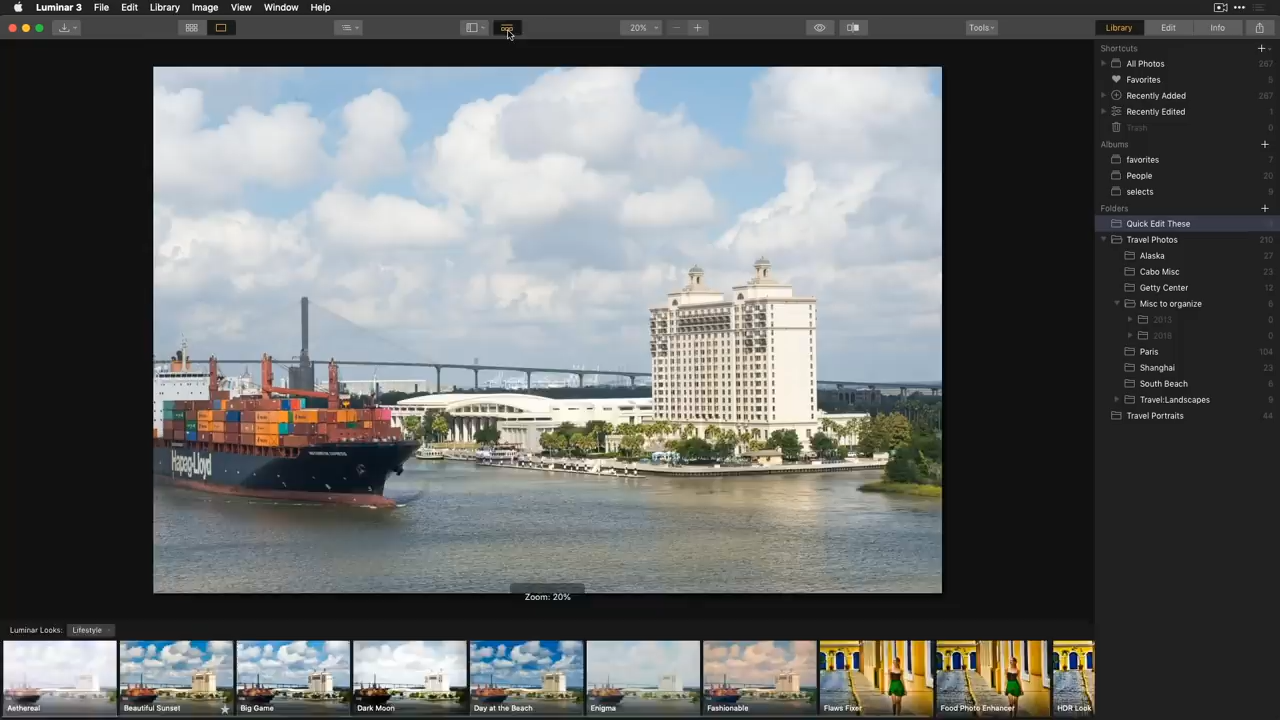 Luminar 3 File Edit Library Image View Window Help
20% Tools Library Edit Info
Shortcuts
All Photos 267
Favorites 5
Recently Added 267
Recently Edited 1
Trash 0
Albums
favorites 7
People 20
selects 9
Folders
Quick Edit These
Travel Photos 210
Alaska 27
Cabo Misc 23
Getty Center 12
Misc to organize 6
2013 0
2018 0
Paris 104
Shanghai 23
South Beach 6
Travel:Landscapes 9
Travel Portraits 44
Hapag-Lloyd
Zoom: 20%
Luminar Looks: Lifestyle
Aethereal Beautiful Sunset Big Game Dark Moon Day at the Beach Enigma Fashionable Flaws Fixer Food Photo Enhancer HDR Look